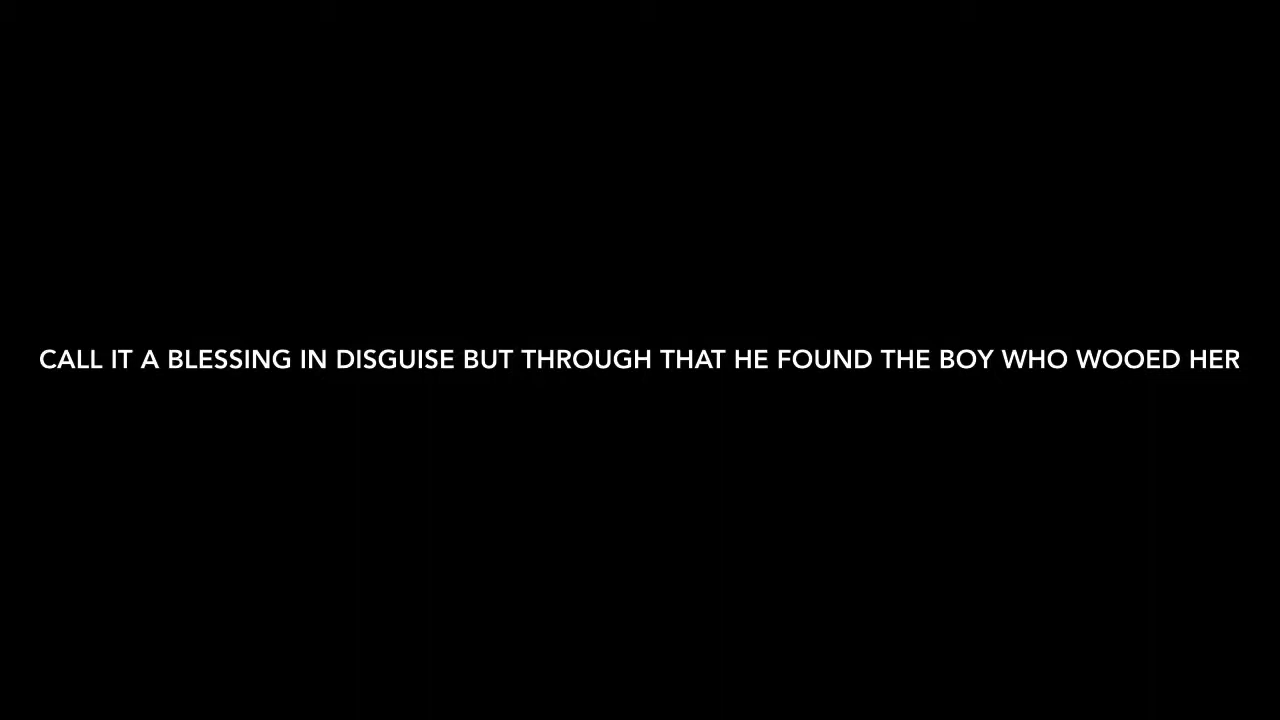 CALL IT A BLESSING IN DISGUISE BUT THROUGH THAT HE FOUND THE BOY WHO WOOED HER